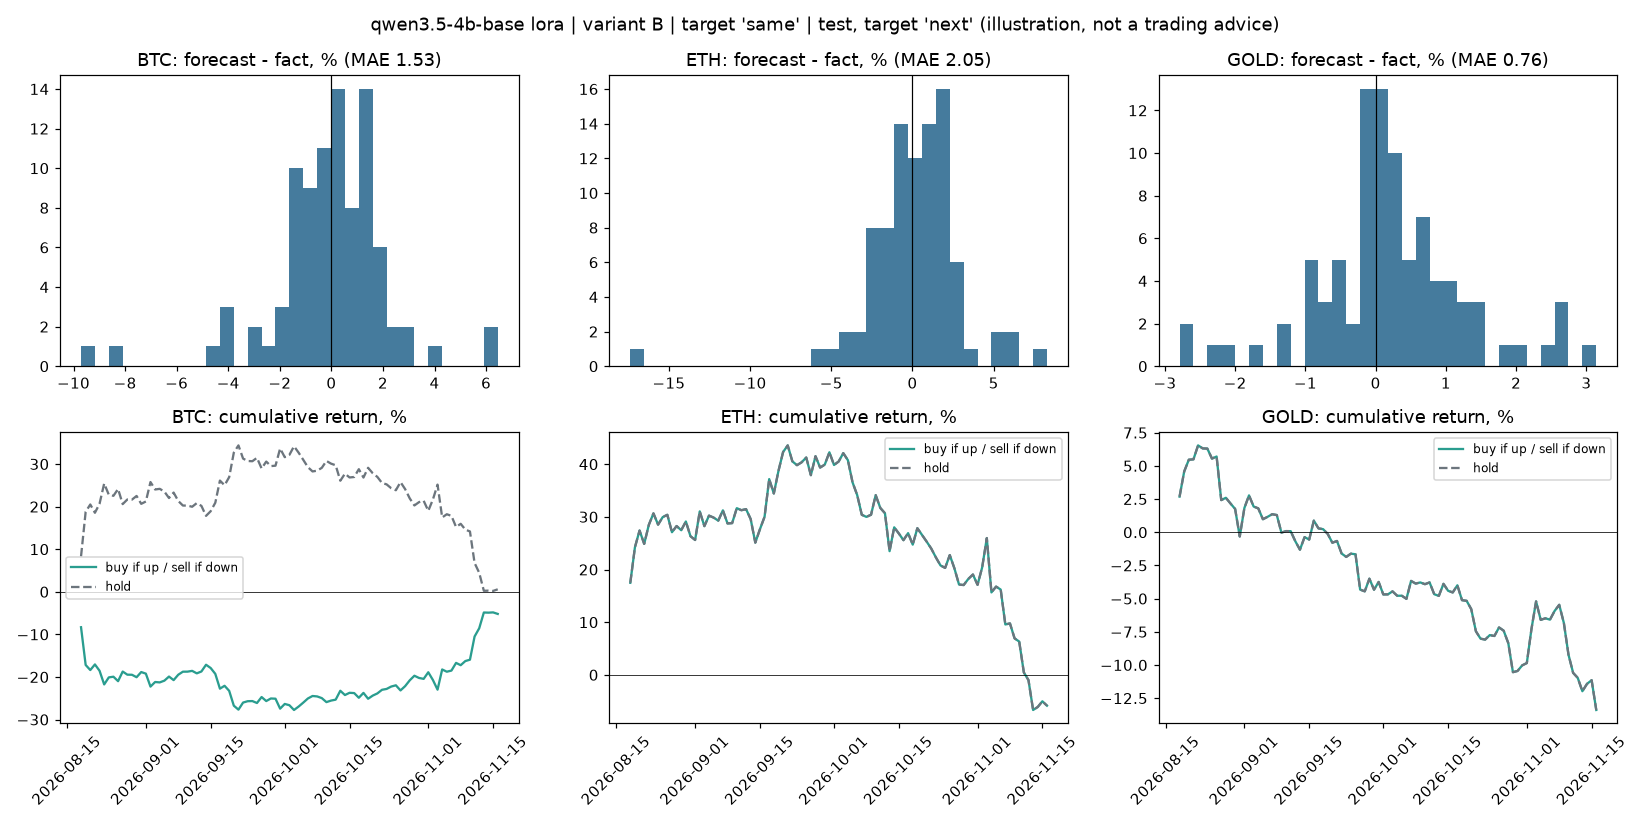 qwen3.5-4b-base lora | variant B | target 'same' | test, target 'next' (illustration, not a trading advice)
BTC: forecast - fact, % (MAE 1.53)
14
12
10
8
6
4
2
0
−10 −8 −6 −4 −2 0 2 4 6
ETH: forecast - fact, % (MAE 2.05)
16
14
12
10
8
6
4
2
0
−15 −10 −5 0 5
GOLD: forecast - fact, % (MAE 0.76)
12
10
8
6
4
2
0
−3 −2 −1 0 1 2 3
BTC: cumulative return, %
30
20
10
0
−10
−20
−30
buy if up / sell if down
hold
2026-08-15 2026-09-01 2026-09-15 2026-10-01 2026-10-15 2026-11-01 2026-11-15
ETH: cumulative return, %
40
30
20
10
0
buy if up / sell if down
hold
2026-08-15 2026-09-01 2026-09-15 2026-10-01 2026-10-15 2026-11-01 2026-11-15
GOLD: cumulative return, %
7.5
5.0
2.5
0.0
−2.5
−5.0
−7.5
−10.0
−12.5
buy if up / sell if down
hold
2026-08-15 2026-09-01 2026-09-15 2026-10-01 2026-10-15 2026-11-01 2026-11-15